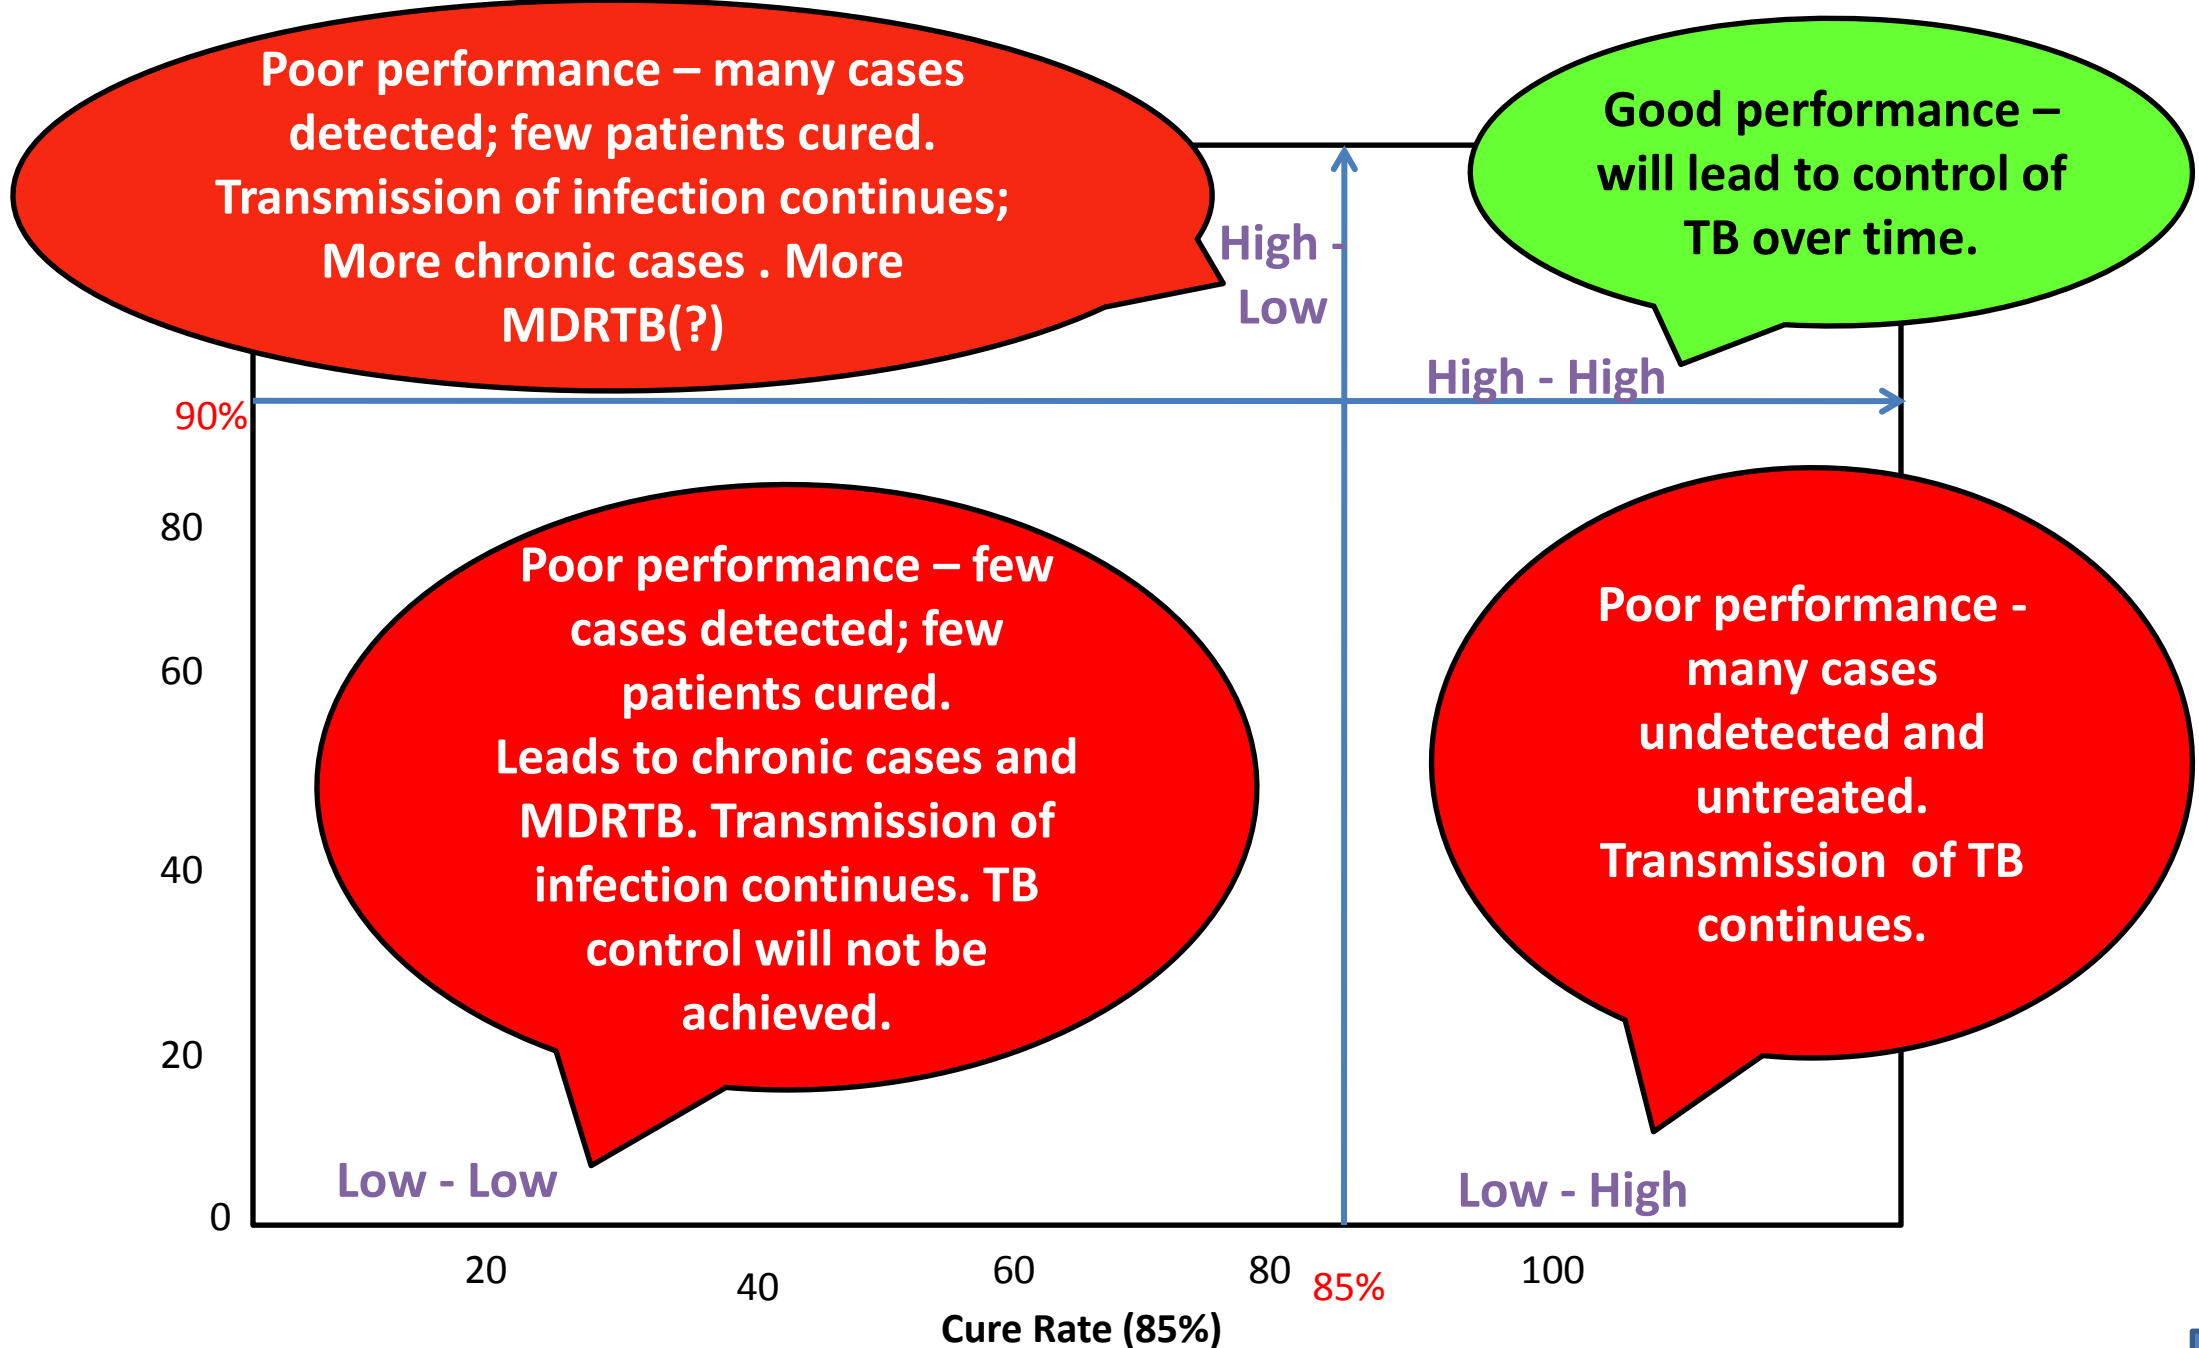 Poor performance – many cases
detected; few patients cured.
Transmission of infection continues;
More chronic cases . More
MDRTB(?)
Good performance –
will lead to control of
TB over time.
High -
Low
High - High
90%
80
60
40
20
0
Poor performance – few
cases detected; few
patients cured.
Leads to chronic cases and
MDRTB. Transmission of
infection continues. TB
control will not be
achieved.
Poor performance -
many cases
undetected and
untreated.
Transmission  of TB
continues.
Low - Low
Low - High
20
40
60
80
85%
100
Cure Rate (85%)